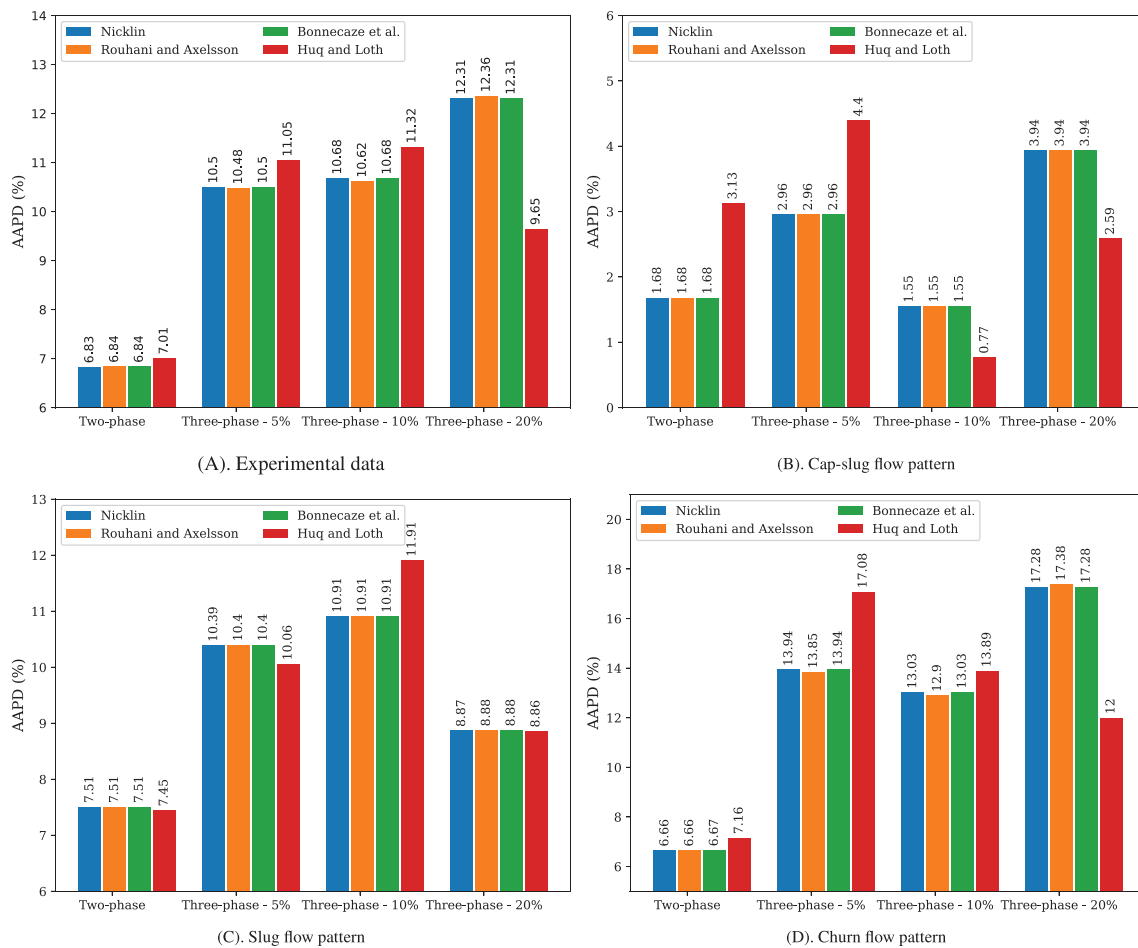 14
13
12
11
10
9
8
7
6
AAPD (%)
Nicklin
Rouhani and Axelsson
Bonnecaze et al.
Huq and Loth
6.83
6.84
6.84
7.01
10.5
10.48
10.5
11.05
10.68
10.62
10.68
11.32
12.31
12.36
12.31
9.65
Two-phase
Three-phase - 5%
Three-phase - 10%
Three-phase - 20%
(A). Experimental data
6
5
4
3
2
1
0
AAPD (%)
Nicklin
Rouhani and Axelsson
Bonnecaze et al.
Huq and Loth
1.68
1.68
1.68
3.13
2.96
2.96
2.96
4.4
1.55
1.55
1.55
0.77
3.94
3.94
3.94
2.59
Two-phase
Three-phase - 5%
Three-phase - 10%
Three-phase - 20%
(B). Cap-slug flow pattern
13
12
11
10
9
8
7
6
AAPD (%)
Nicklin
Rouhani and Axelsson
Bonnecaze et al.
Huq and Loth
7.51
7.51
7.51
7.45
10.39
10.4
10.4
10.06
10.91
10.91
10.91
11.91
8.87
8.88
8.88
8.86
Two-phase
Three-phase - 5%
Three-phase - 10%
Three-phase - 20%
(C). Slug flow pattern
20
18
16
14
12
10
8
6
AAPD (%)
Nicklin
Rouhani and Axelsson
Bonnecaze et al.
Huq and Loth
6.66
6.66
6.67
7.16
13.94
13.85
13.94
17.08
13.03
12.9
13.03
13.89
17.28
17.38
17.28
12
Two-phase
Three-phase - 5%
Three-phase - 10%
Three-phase - 20%
(D). Churn flow pattern